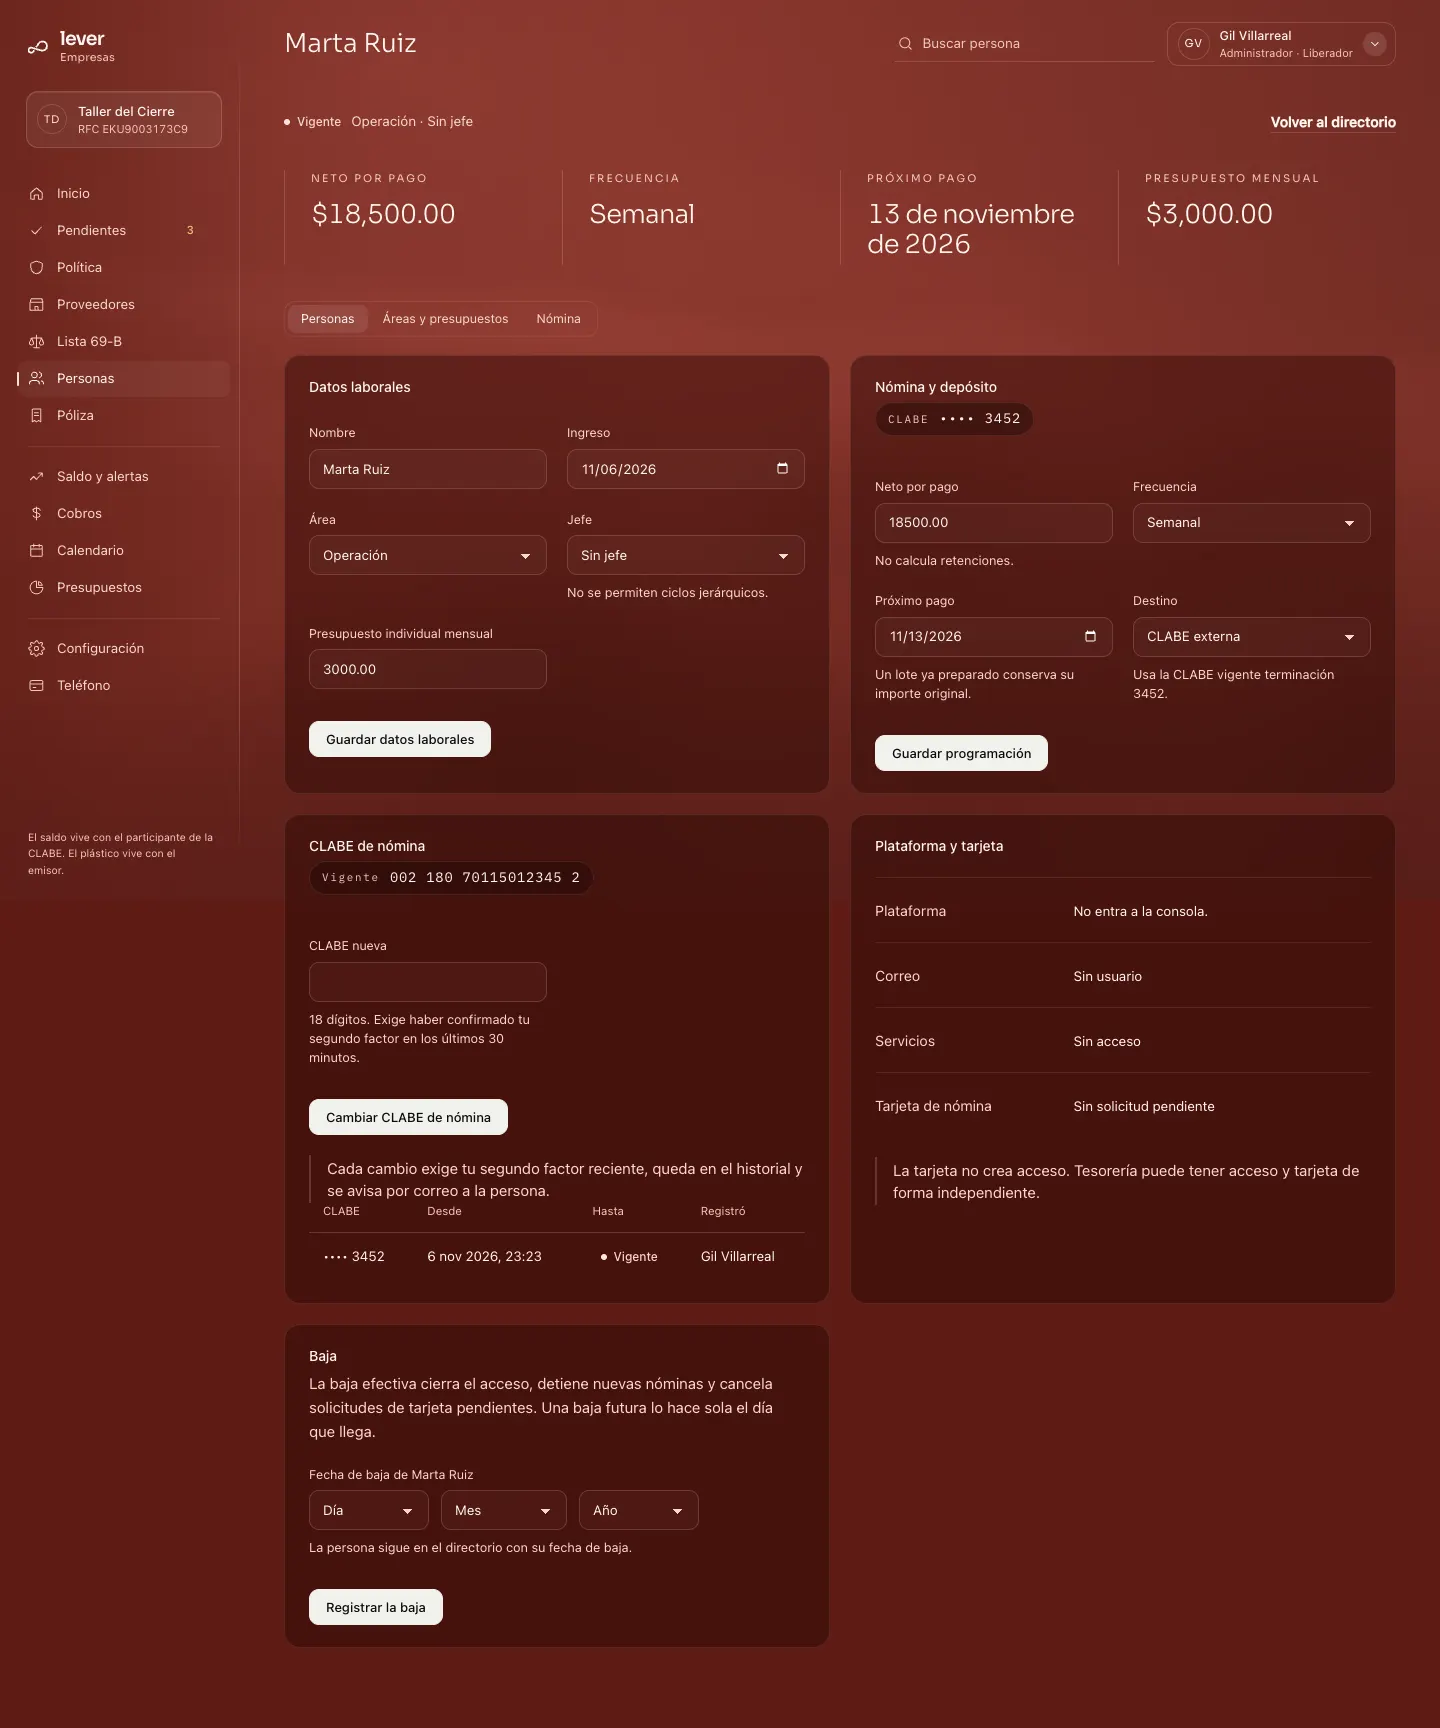 lever
Empresas
TD
Taller del Cierre
RFC EKU9003173C9
Inicio
Pendientes 3
Política
Proveedores
Lista 69-B
Personas
Póliza
Saldo y alertas
Cobros
Calendario
Presupuestos
Configuración
Teléfono
El saldo vive con el participante de la
CLABE. El plástico vive con el
emisor.
Marta Ruiz
Buscar persona
GV
Gil Villarreal
Administrador · Liberador
Vigente Operación · Sin jefe
Volver al directorio
NETO POR PAGO
$18,500.00
FRECUENCIA
Semanal
PRÓXIMO PAGO
13 de noviembre
de 2026
PRESUPUESTO MENSUAL
$3,000.00
Personas Áreas y presupuestos Nómina
Datos laborales
Nombre
Marta Ruiz
Ingreso
11/06/2026
Área
Operación
Jefe
Sin jefe
No se permiten ciclos jerárquicos.
Presupuesto individual mensual
3000.00
Guardar datos laborales
Nómina y depósito
CLABE •••• 3452
Neto por pago
18500.00
No calcula retenciones.
Frecuencia
Semanal
Próximo pago
11/13/2026
Un lote ya preparado conserva su
importe original.
Destino
CLABE externa
Usa la CLABE vigente terminación
3452.
Guardar programación
CLABE de nómina
Vigente 002 180 70115012345 2
CLABE nueva
18 dígitos. Exige haber confirmado tu
segundo factor en los últimos 30
minutos.
Cambiar CLABE de nómina
Cada cambio exige tu segundo factor reciente, queda en el historial y
se avisa por correo a la persona.
CLABE Desde Hasta Registró
•••• 3452 6 nov 2026, 23:23 Vigente Gil Villarreal
Plataforma y tarjeta
Plataforma No entra a la consola.
Correo Sin usuario
Servicios Sin acceso
Tarjeta de nómina Sin solicitud pendiente
La tarjeta no crea acceso. Tesorería puede tener acceso y tarjeta de
forma independiente.
Baja
La baja efectiva cierra el acceso, detiene nuevas nóminas y cancela
solicitudes de tarjeta pendientes. Una baja futura lo hace sola el día
que llega.
Fecha de baja de Marta Ruiz
Día Mes Año
La persona sigue en el directorio con su fecha de baja.
Registrar la baja